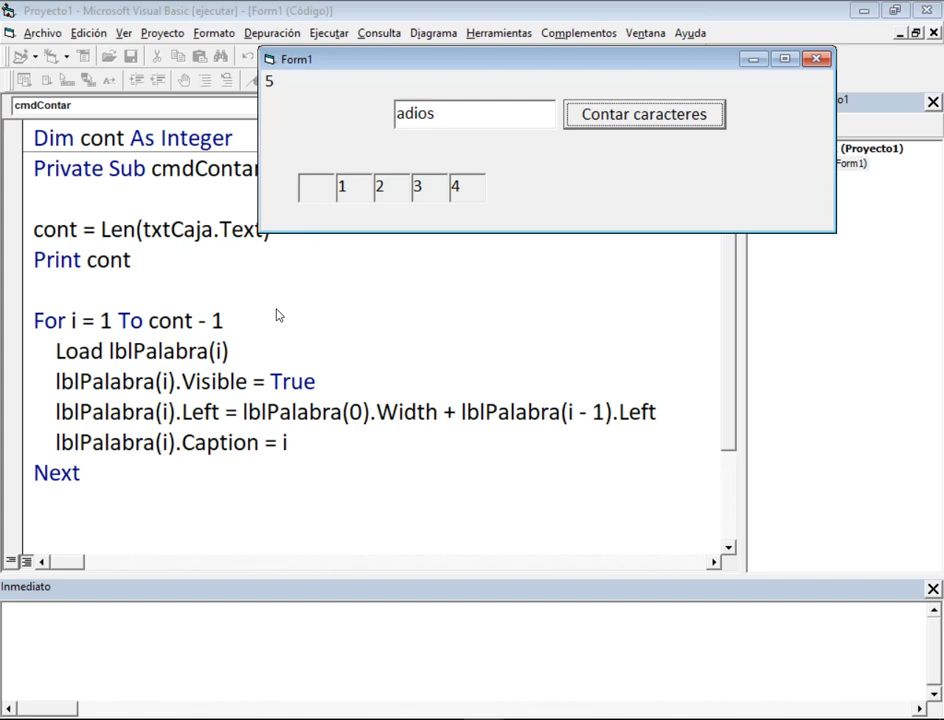 Proyecto1 - Microsoft Visual Basic [ejecutar] - [Form1 (Código)]
Archivo Edición Ver Proyecto Formato Depuración Ejecutar Consulta Diagrama Herramientas Complementos Ventana Ayuda
Form1
5
cmdContar
adios Contar caracteres
1 2 3 4
o1
(Proyecto1)
Form1)
Dim cont As Integer
Private Sub cmdContar
cont = Len(txtCaja.Text)
Print cont
For i = 1 To cont - 1
Load lblPalabra(i)
lblPalabra(i).Visible = True
lblPalabra(i).Left = lblPalabra(0).Width + lblPalabra(i - 1).Left
lblPalabra(i).Caption = i
Next
Inmediato